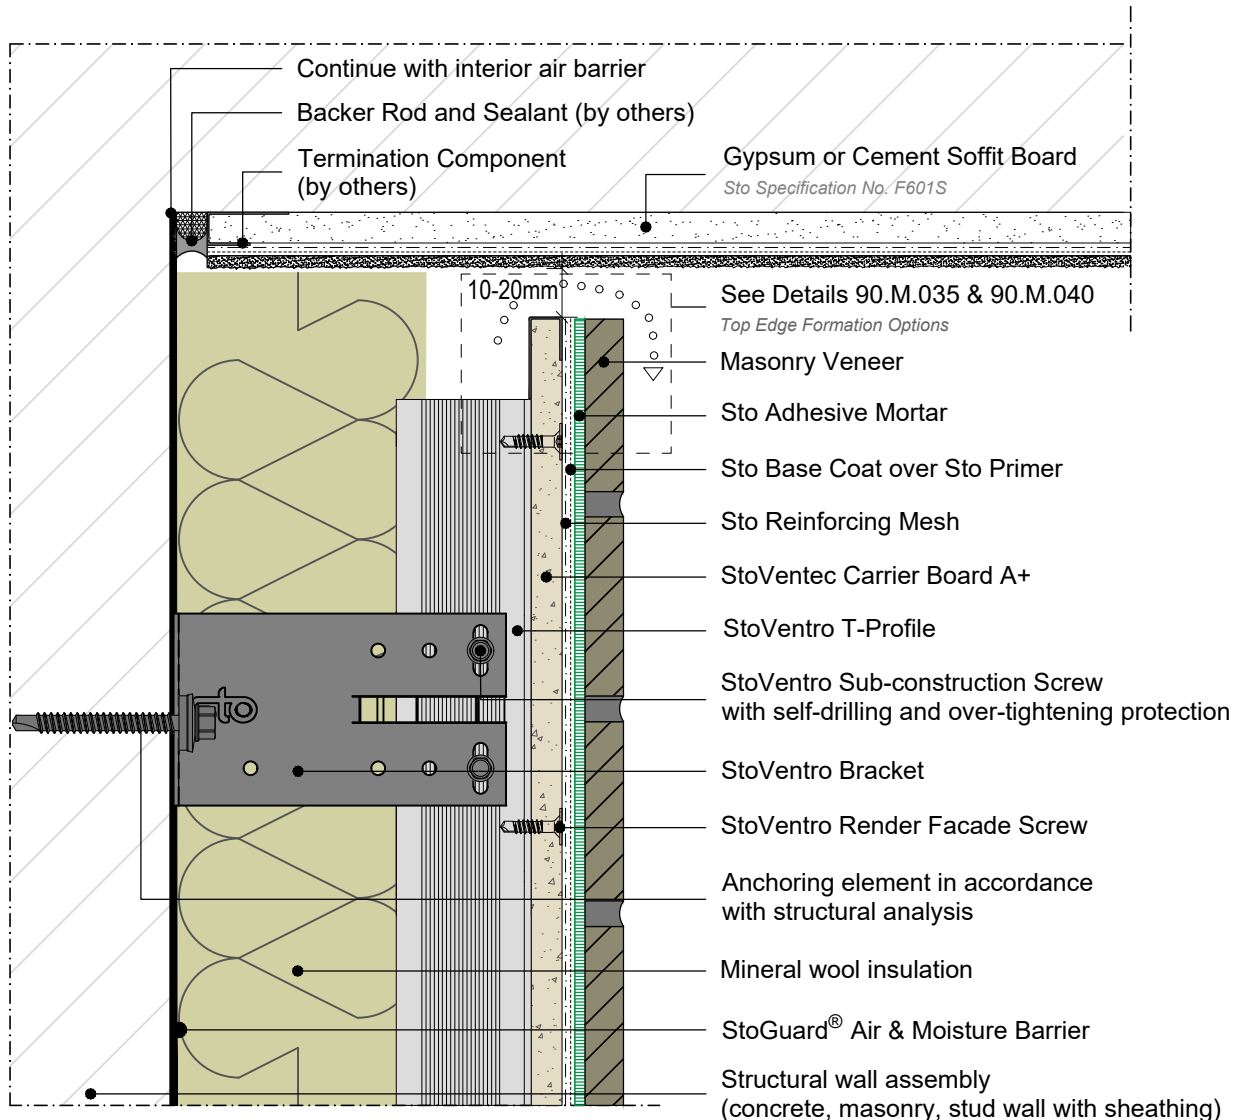 Continue with interior air barrier
Backer Rod and Sealant (by others)
Termination Component
(by others)
Gypsum or Cement Soffit Board
Sto Specification No. F601S
10-20mm
See Details 90.M.035 & 90.M.040
Top Edge Formation Options
Masonry Veneer
Sto Adhesive Mortar
Sto Base Coat over Sto Primer
Sto Reinforcing Mesh
StoVentec Carrier Board A+
StoVentro T-Profile
StoVentro Sub-construction Screw
with self-drilling and over-tightening protection
StoVentro Bracket
StoVentro Render Facade Screw
Anchoring element in accordance
with structural analysis
Mineral wool insulation
StoGuard® Air & Moisture Barrier
Structural wall assembly
(concrete, masonry, stud wall with sheathing)